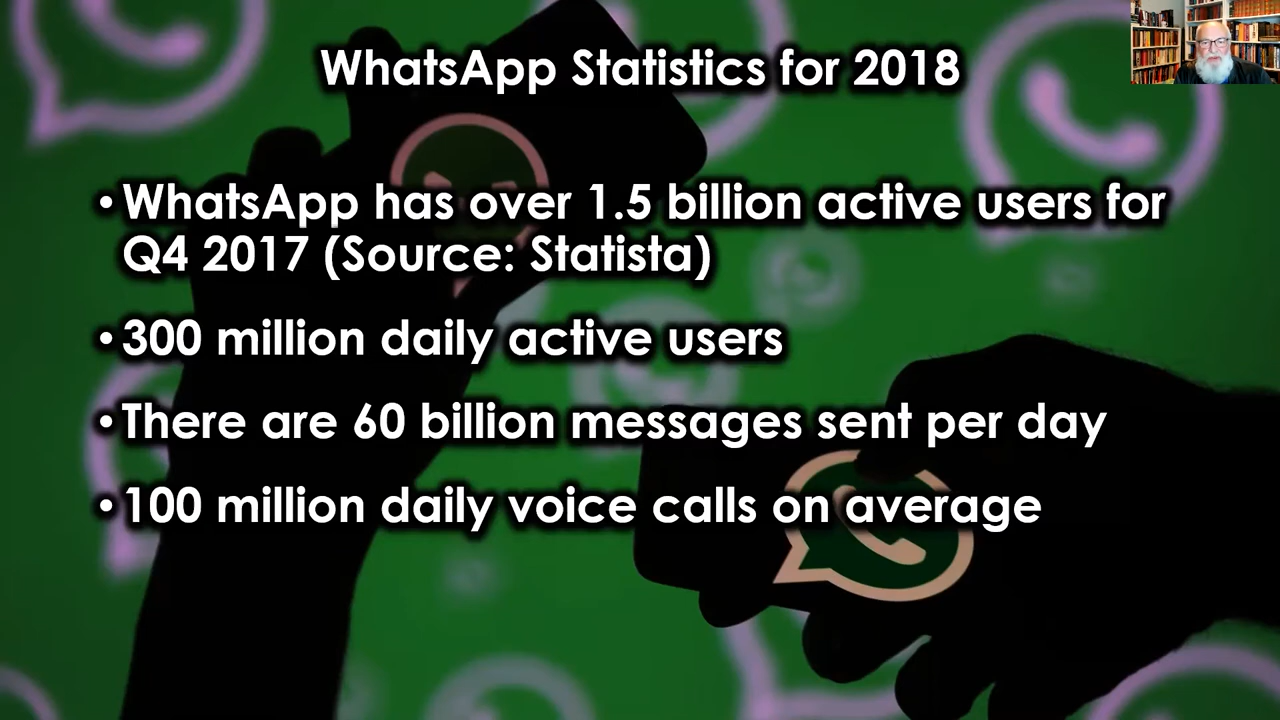 WhatsApp Statistics for 2018
• WhatsApp has over 1.5 billion active users for
Q4 2017 (Source: Statista)
• 300 million daily active users
• There are 60 billion messages sent per day
• 100 million daily voice calls on average